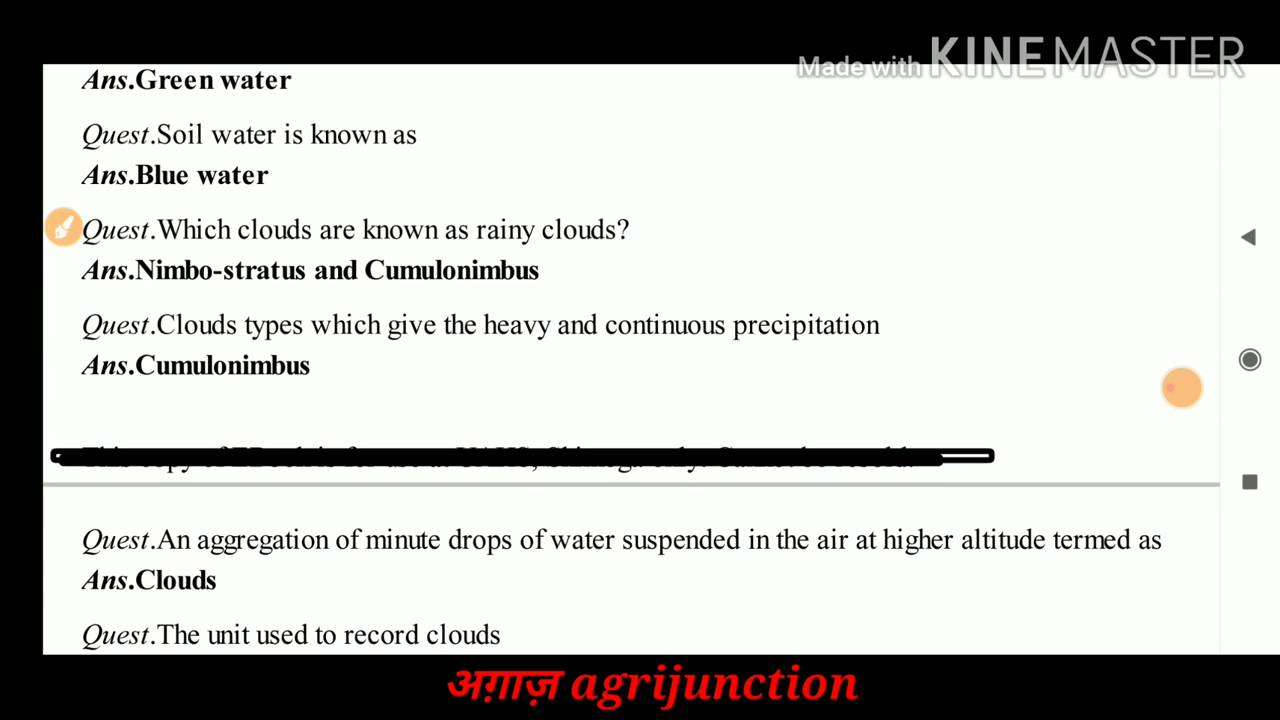 Made with KINEMASTER
Ans.Green water
Quest.Soil water is known as
Ans.Blue water
Quest.Which clouds are known as rainy clouds?
Ans.Nimbo-stratus and Cumulonimbus
Quest.Clouds types which give the heavy and continuous precipitation
Ans.Cumulonimbus
Quest.An aggregation of minute drops of water suspended in the air at higher altitude termed as
Ans.Clouds
Quest.The unit used to record clouds
अग़ाज़ agrijunction